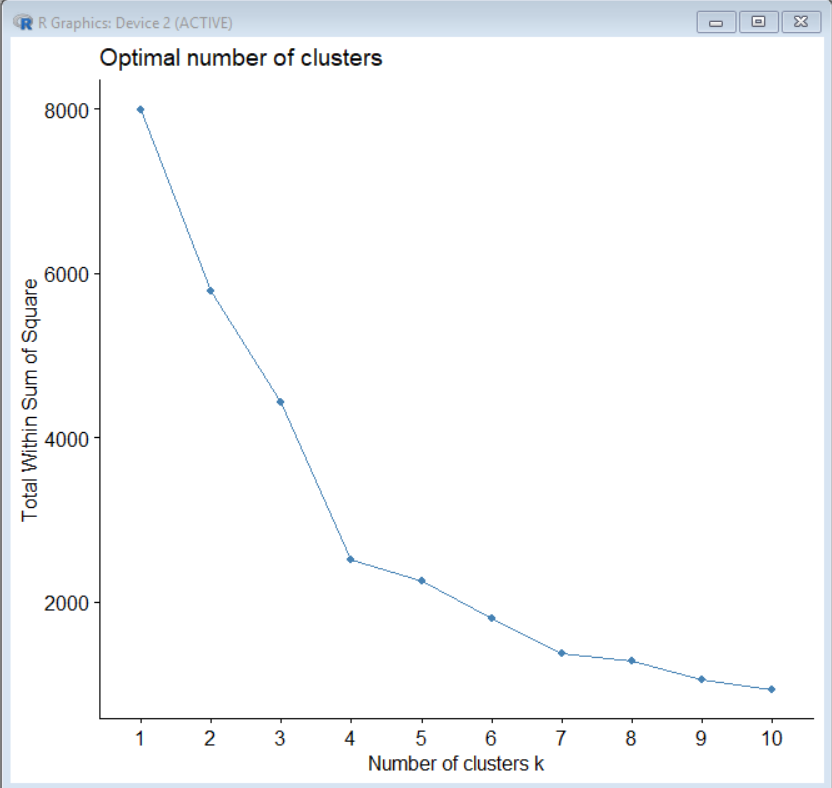 R Graphics: Device 2 (ACTIVE)
Optimal number of clusters
8000
6000
4000
2000
Total Within Sum of Square
1 2 3 4 5 6 7 8 9 10
Number of clusters k